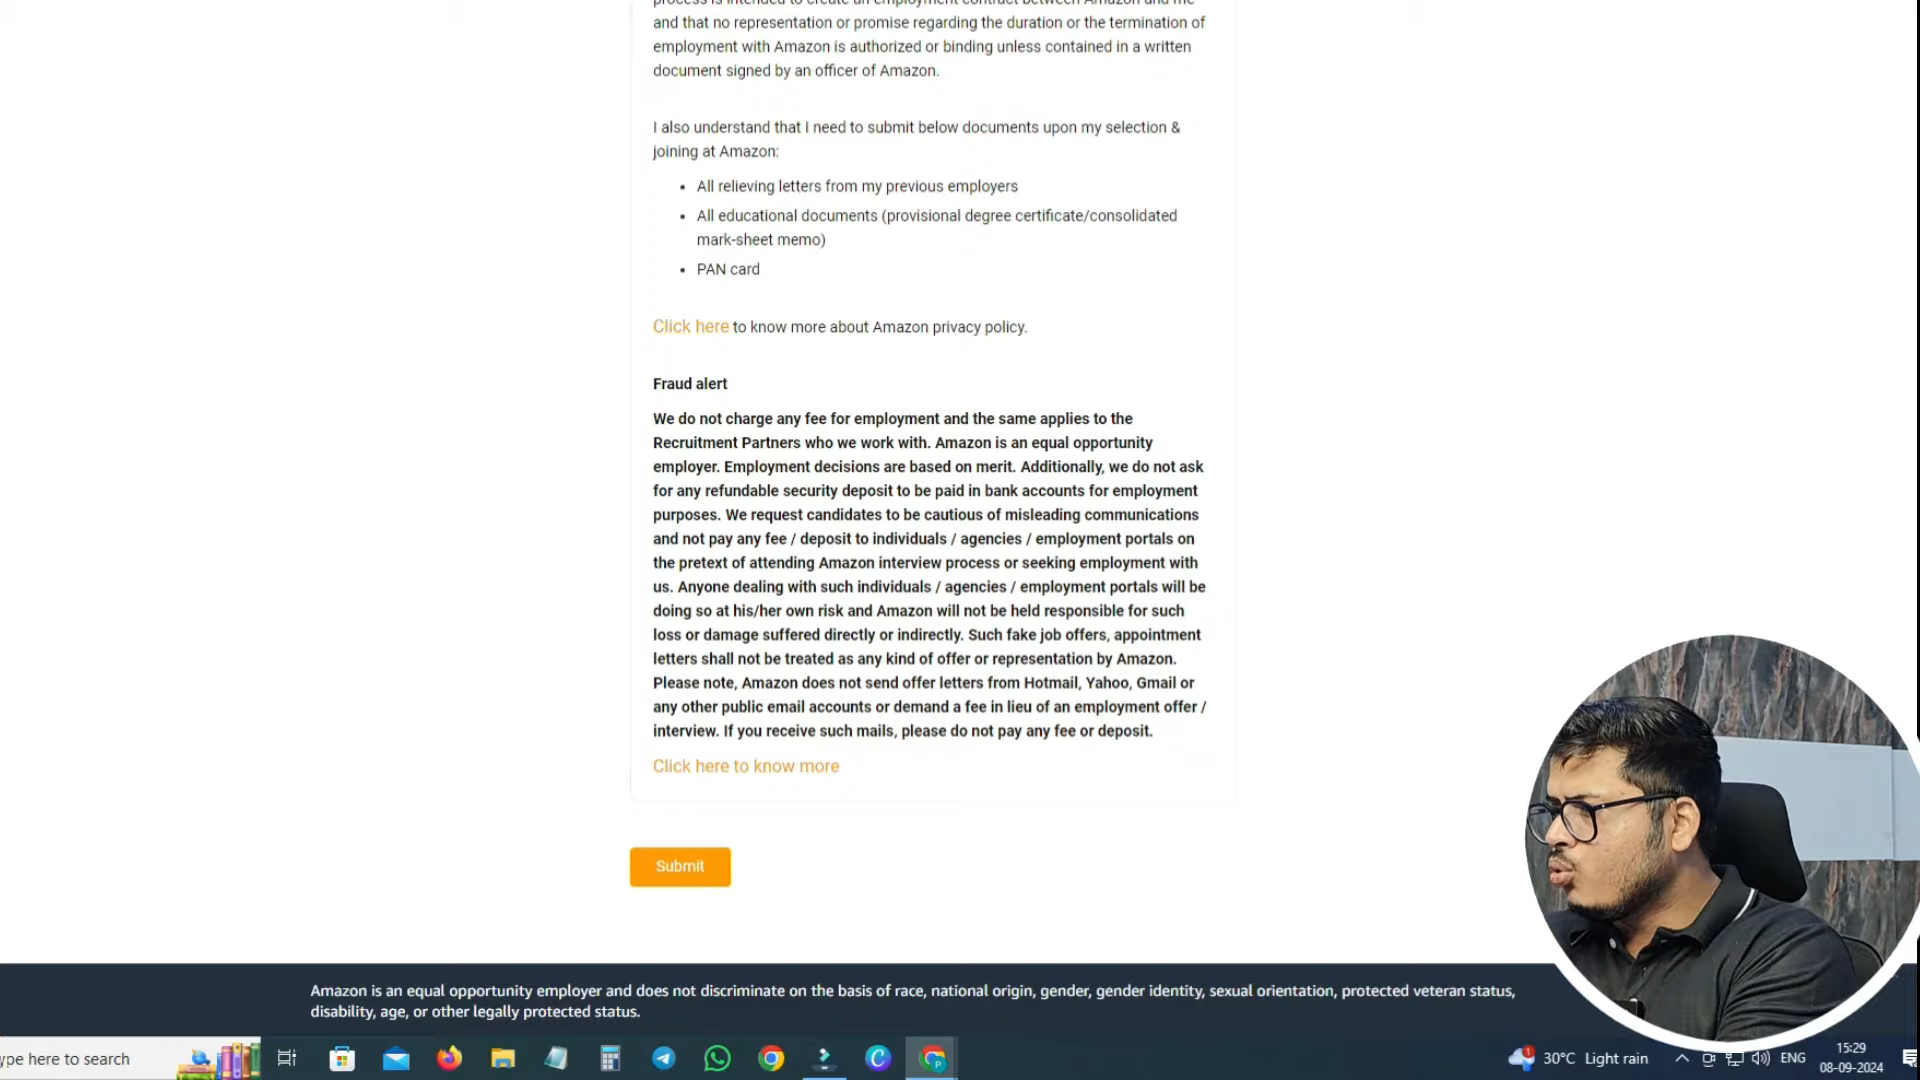 and that no representation or promise regarding the duration or the termination of
employment with Amazon is authorized or binding unless contained in a written
document signed by an officer of Amazon.
I also understand that I need to submit below documents upon my selection &
joining at Amazon:
• All relieving letters from my previous employers
• All educational documents (provisional degree certificate/consolidated
mark-sheet memo)
• PAN card
Click here to know more about Amazon privacy policy.
Fraud alert
We do not charge any fee for employment and the same applies to the
Recruitment Partners who we work with. Amazon is an equal opportunity
employer. Employment decisions are based on merit. Additionally, we do not ask
for any refundable security deposit to be paid in bank accounts for employment
purposes. We request candidates to be cautious of misleading communications
and not pay any fee / deposit to individuals / agencies / employment portals on
the pretext of attending Amazon interview process or seeking employment with
us. Anyone dealing with such individuals / agencies / employment portals will be
doing so at his/her own risk and Amazon will not be held responsible for such
loss or damage suffered directly or indirectly. Such fake job offers, appointment
letters shall not be treated as any kind of offer or representation by Amazon.
Please note, Amazon does not send offer letters from Hotmail, Yahoo, Gmail or
any other public email accounts or demand a fee in lieu of an employment offer /
interview. If you receive such mails, please do not pay any fee or deposit.
Click here to know more
Submit
Amazon is an equal opportunity employer and does not discriminate on the basis of race, national origin, gender, gender identity, sexual orientation, protected veteran status,
disability, age, or other legally protected status.
ype here to search
30°C Light rain
ENG
15:29
08-09-2024